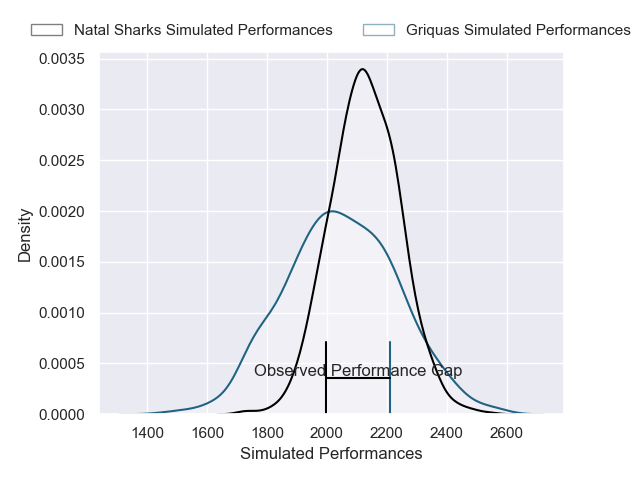 Natal Sharks Simulated Performances Griquas Simulated Performances
0.0035
0.0030
0.0025
0.0020
0.0015
0.0010
0.0005
0.0000
Density
Observed Performance Gap
1400 1600 1800 2000 2200 2400 2600
Simulated Performances